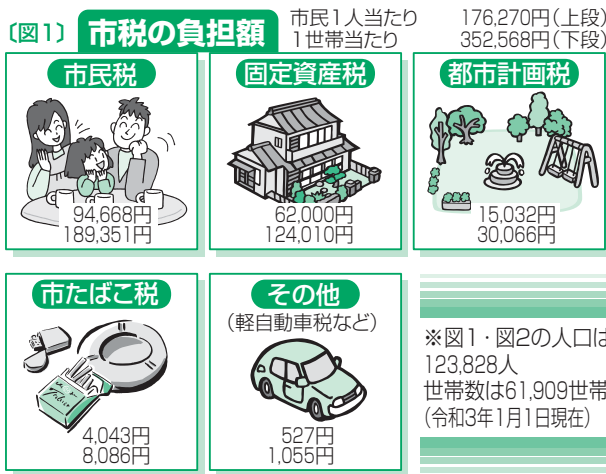 〔図1〕 市税の負担額 市民1人当たり 176,270円(上段)
1世帯当たり 352,568円(下段)
市民税
94,668円
189,351円
固定資産税
62,000円
124,010円
都市計画税
15,032円
30,066円
市たばこ税
4,043円
8,086円
その他
(軽自動車税など)
527円
1,055円
※図1・図2の人口は
123,828人
世帯数は61,909世帯
(令和3年1月1日現在)